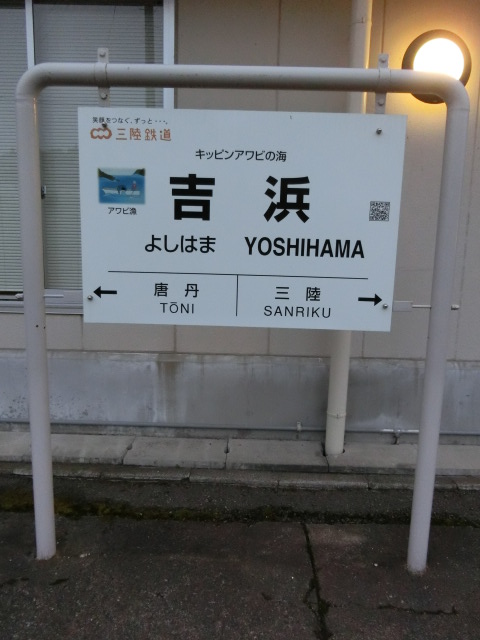 笑顔をつなぐ、ずっと・・・。
三陸鉄道
キッピンアワビの海
アワビ漁
吉 浜
よしはま YOSHIHAMA
唐 丹
TŌNI
三 陸
SANRIKU